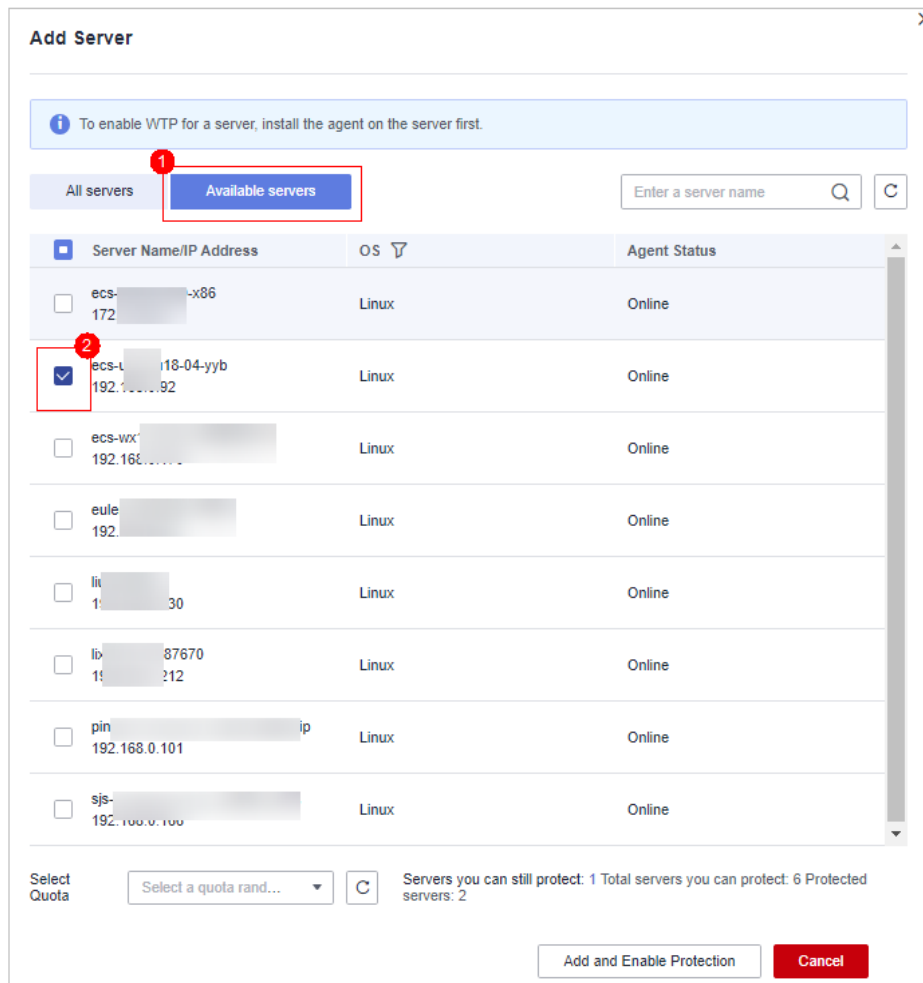 Add Server
To enable WTP for a server, install the agent on the server first.
1
All servers Available servers Enter a server name
Server Name/IP Address OS Agent Status
ecs- -x86
172
Linux Online
2
18-04-yyb
192. 92
Linux Online
ecs-wx
192.168.
Linux Online
eule
192.
Linux Online
30
Linux Online
87670
212
Linux Online
pin ip
192.168.0.101
Linux Online
sjs-
Linux Online
Select
Quota
Select a quota rand...
Servers you can still protect: 1 Total servers you can protect: 6 Protected
servers: 2
Add and Enable Protection Cancel